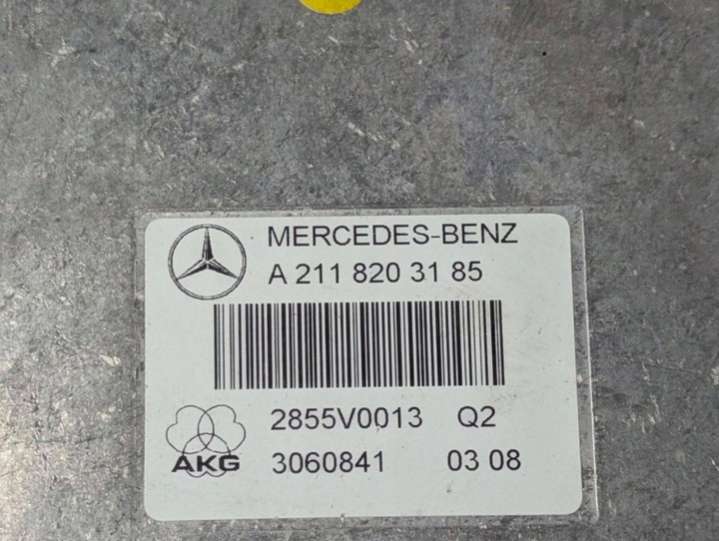 MERCEDES-BENZ
A 211 820 31 85
2855V0013 Q2
AKG 3060841 03 08